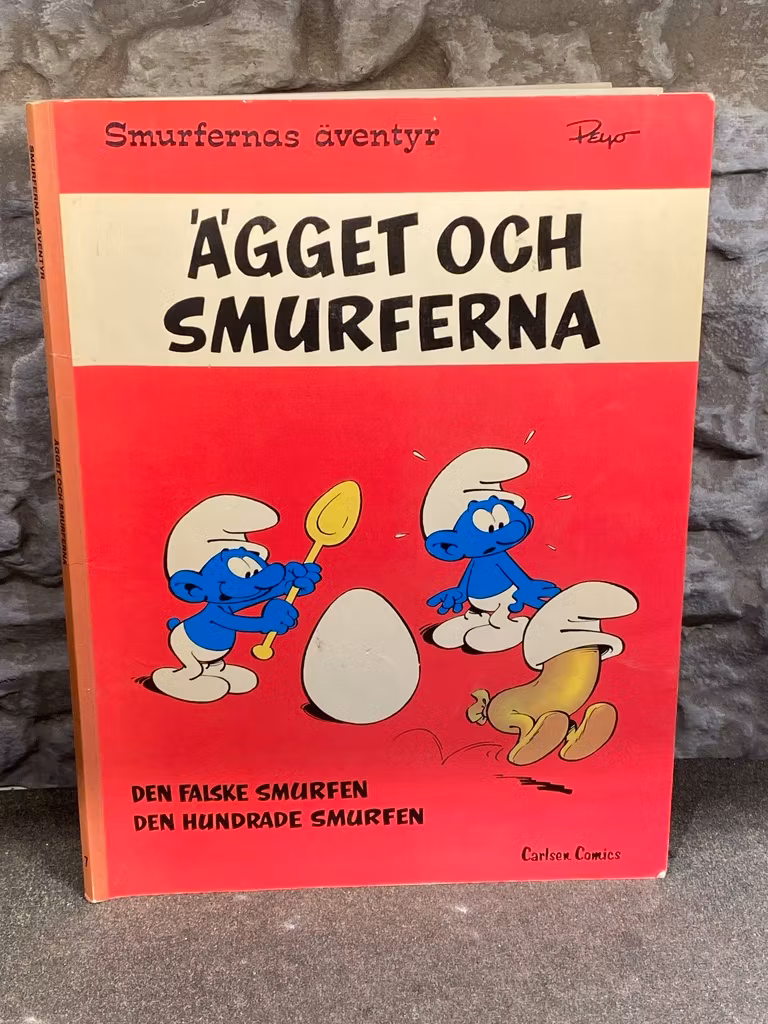 Smurfernas äventyr
Peyo
ÄGGET OCH
SMURFERNA
DEN FALSKE SMURFEN
DEN HUNDRADE SMURFEN
Carlsen Comics
SMURFERNAS ÄVENTYR
ÄGGET OCH SMURFERNA
7